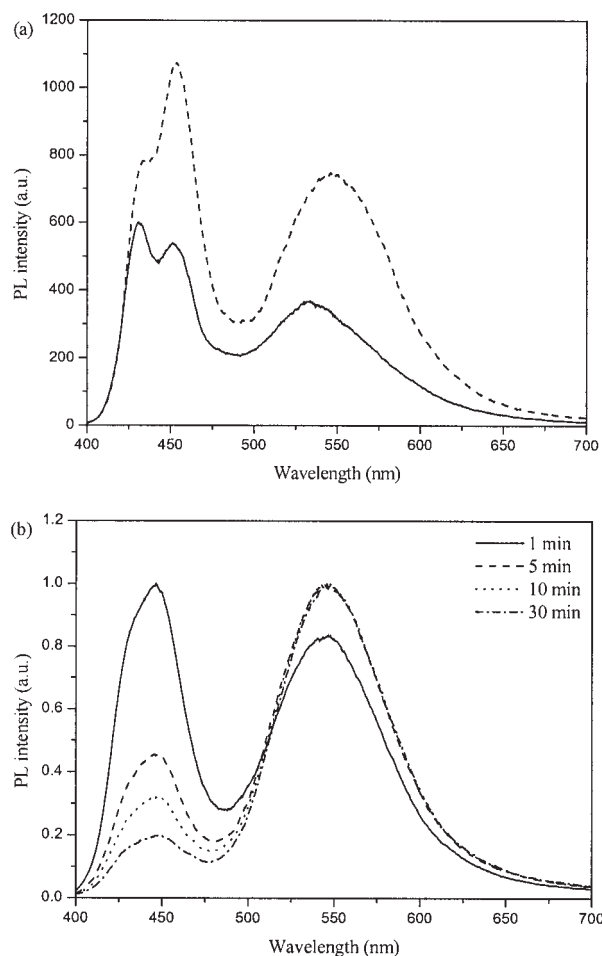 (a)
1200
1000
800
600
400
200
0
PL intensity (a.u.)
400 450 500 550 600 650 700
Wavelength (nm)
(b)
1.2
1.0
0.8
0.6
0.4
0.2
0.0
PL intensity (a.u.)
1 min
5 min
10 min
30 min
400 450 500 550 600 650 700
Wavelength (nm)